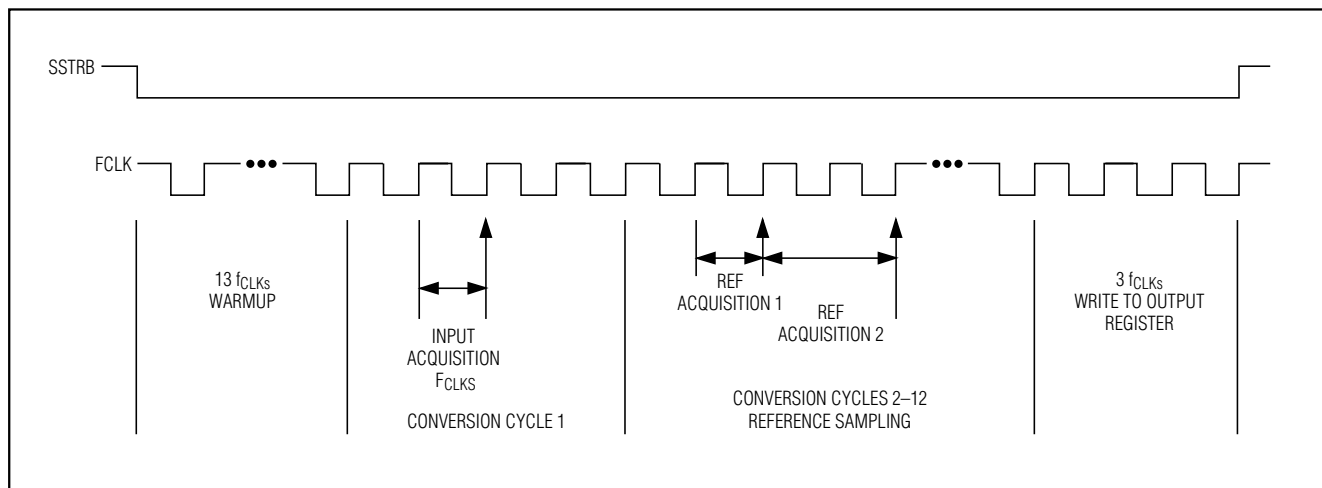 SSTRB
FCLK
13 fCLKs
WARMUP
INPUT
ACQUISITION
FCLKS
CONVERSION CYCLE 1
REF
ACQUISITION 1
REF
ACQUISITION 2
CONVERSION CYCLES 2–12
REFERENCE SAMPLING
3 fCLKs
WRITE TO OUTPUT
REGISTER